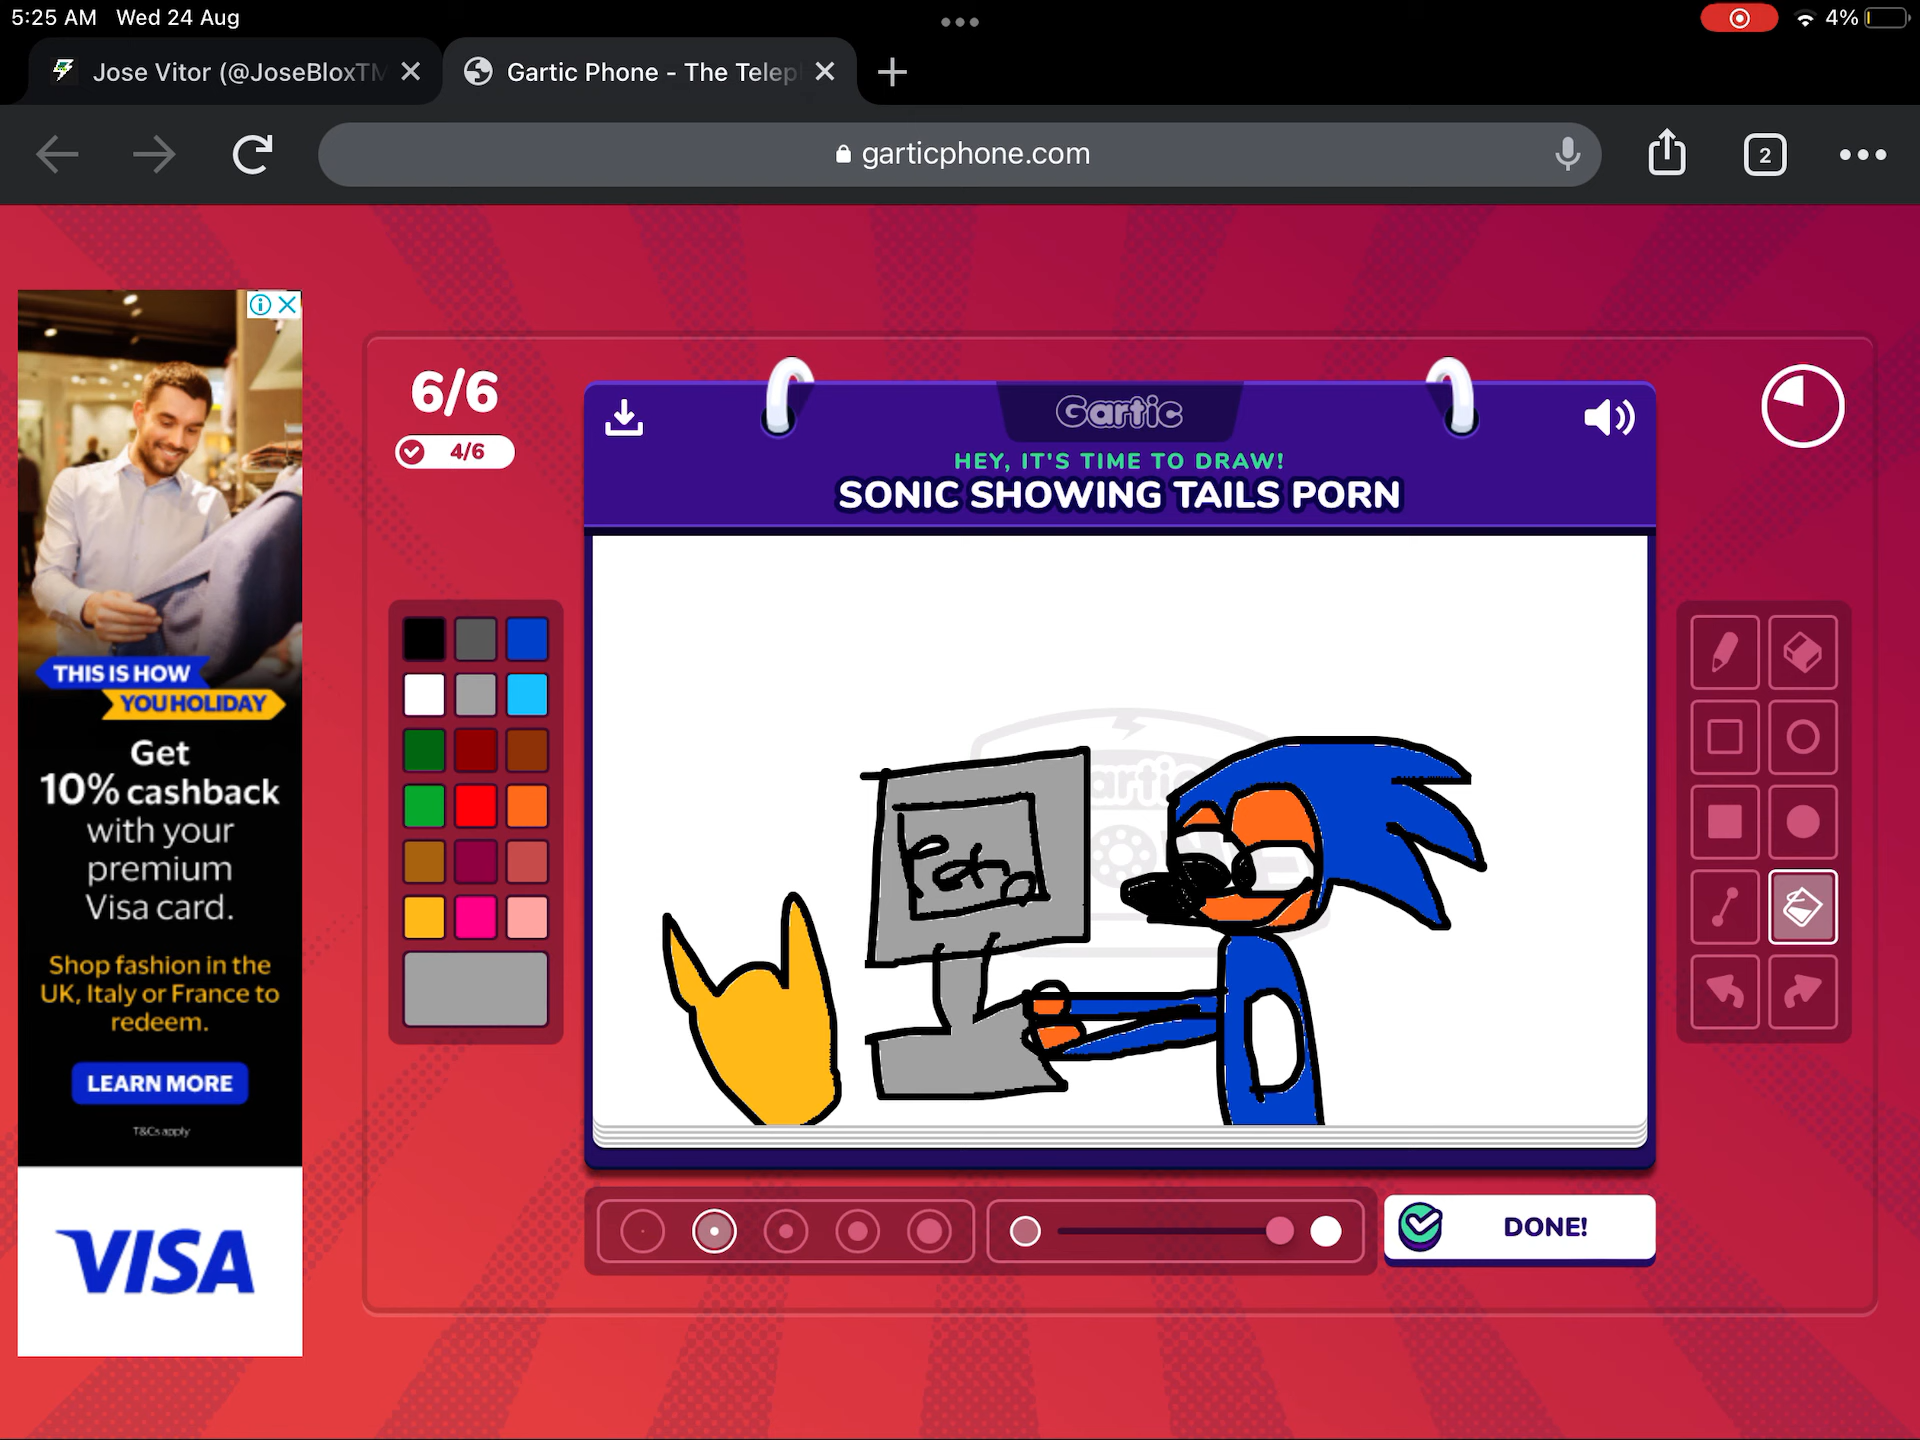 5:25 AM Wed 24 Aug
4%
Jose Vitor (@JoseBloxTM
Gartic Phone - The Telep
garticphone.com
2
6/6
4/6
Gartic
HEY, IT'S TIME TO DRAW!
SONIC SHOWING TAILS PORN
THIS IS HOW
YOU HOLIDAY
Get
10% cashback
with your
premium
Visa card.
Shop fashion in the
UK, Italy or France to
redeem.
LEARN MORE
T&Cs apply
VISA
DONE!